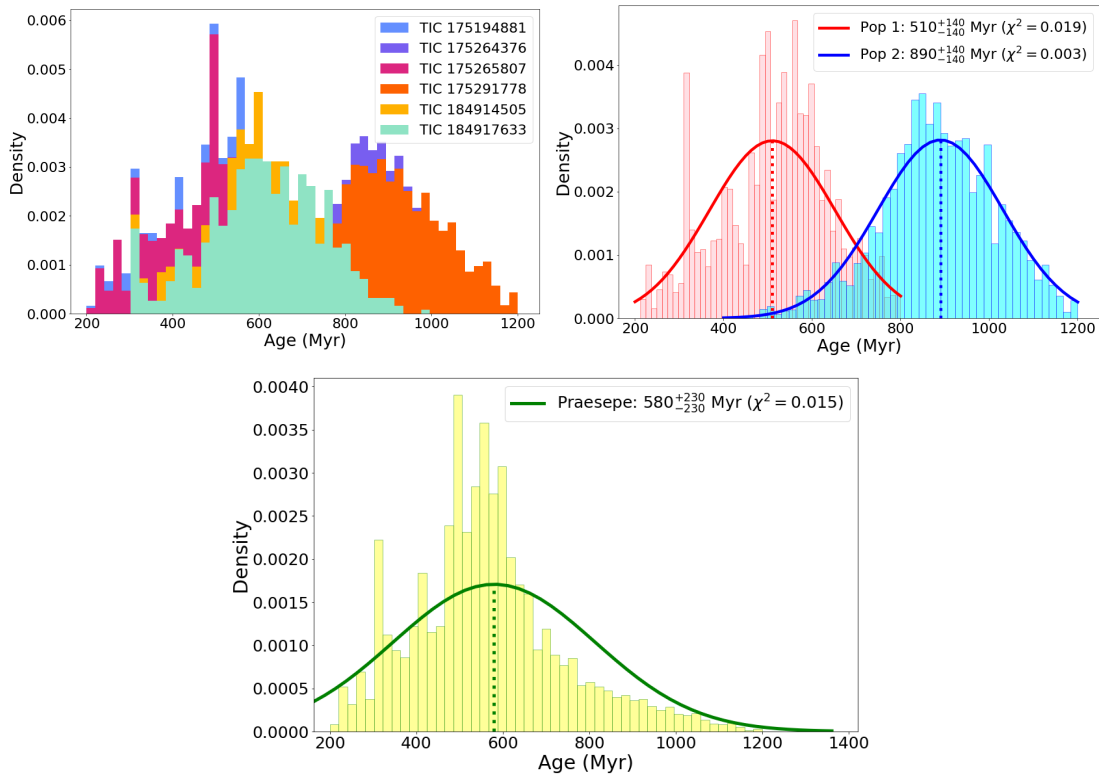 0.006
0.005
0.004
0.003
0.002
0.001
0.000
Density
200
400
600
800
1000
1200
Age (Myr)
TIC 175194881
TIC 175264376
TIC 175265807
TIC 175291778
TIC 184914505
TIC 184917633
0.004
0.003
0.002
0.001
0.000
Density
200
400
600
800
1000
1200
Age (Myr)
Pop 1: 510^{+140}_{-140} Myr (χ² = 0.019)
Pop 2: 890^{+140}_{-140} Myr (χ² = 0.003)
0.0040
0.0035
0.0030
0.0025
0.0020
0.0015
0.0010
0.0005
0.0000
Density
200
400
600
800
1000
1200
1400
Age (Myr)
Praesepe: 580^{+230}_{-230} Myr (χ² = 0.015)